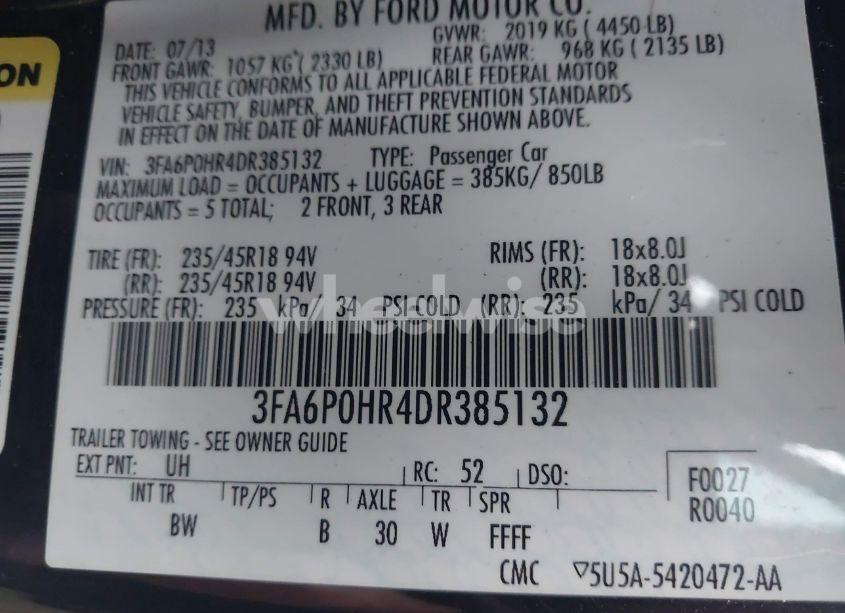 MFD. BY FORD MOTOR CO.
DATE: 07/13 GVWR: 2019 KG ( 4450 LB)
FRONT GAWR: 1057 KG ( 2330 LB) REAR GAWR: 968 KG ( 2135 LB)
THIS VEHICLE CONFORMS TO ALL APPLICABLE FEDERAL MOTOR
VEHICLE SAFETY, BUMPER, AND THEFT PREVENTION STANDARDS
IN EFFECT ON THE DATE OF MANUFACTURE SHOWN ABOVE.
VIN: 3FA6P0HR4DR385132 TYPE: Passenger Car
MAXIMUM LOAD = OCCUPANTS + LUGGAGE = 385KG/ 850LB
OCCUPANTS = 5 TOTAL; 2 FRONT, 3 REAR
TIRE (FR): 235/45R18 94V RIMS (FR): 18x8.0J
(RR): 235/45R18 94V (RR): 18x8.0J
PRESSURE (FR): 235 kPa/ 34 PSI COLD (RR): 235 kPa/ 34 PSI COLD
wheelwise
3FA6P0HR4DR385132
TRAILER TOWING - SEE OWNER GUIDE
EXT PNT: UH RC: 52 DSO:
INT TR TP/PS R AXLE TR SPR
BW B 30 W FFFF
F0027
R0040
CMC ▽5U5A-5420472-AA
ON